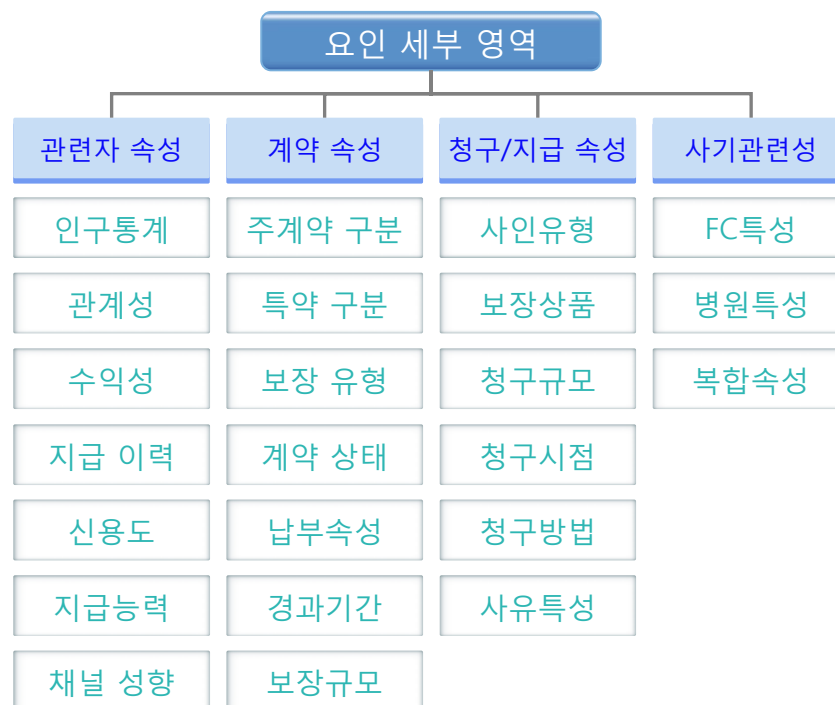 요인 세부 영역
관련자 속성
계약 속성
청구/지급 속성
사기관련성
인구통계
주계약 구분
사인유형
FC특성
관계성
특약 구분
보장상품
병원특성
수익성
보장 유형
청구규모
복합속성
지급 이력
계약 상태
청구시점
신용도
납부속성
청구방법
지급능력
경과기간
사유특성
채널 성향
보장규모